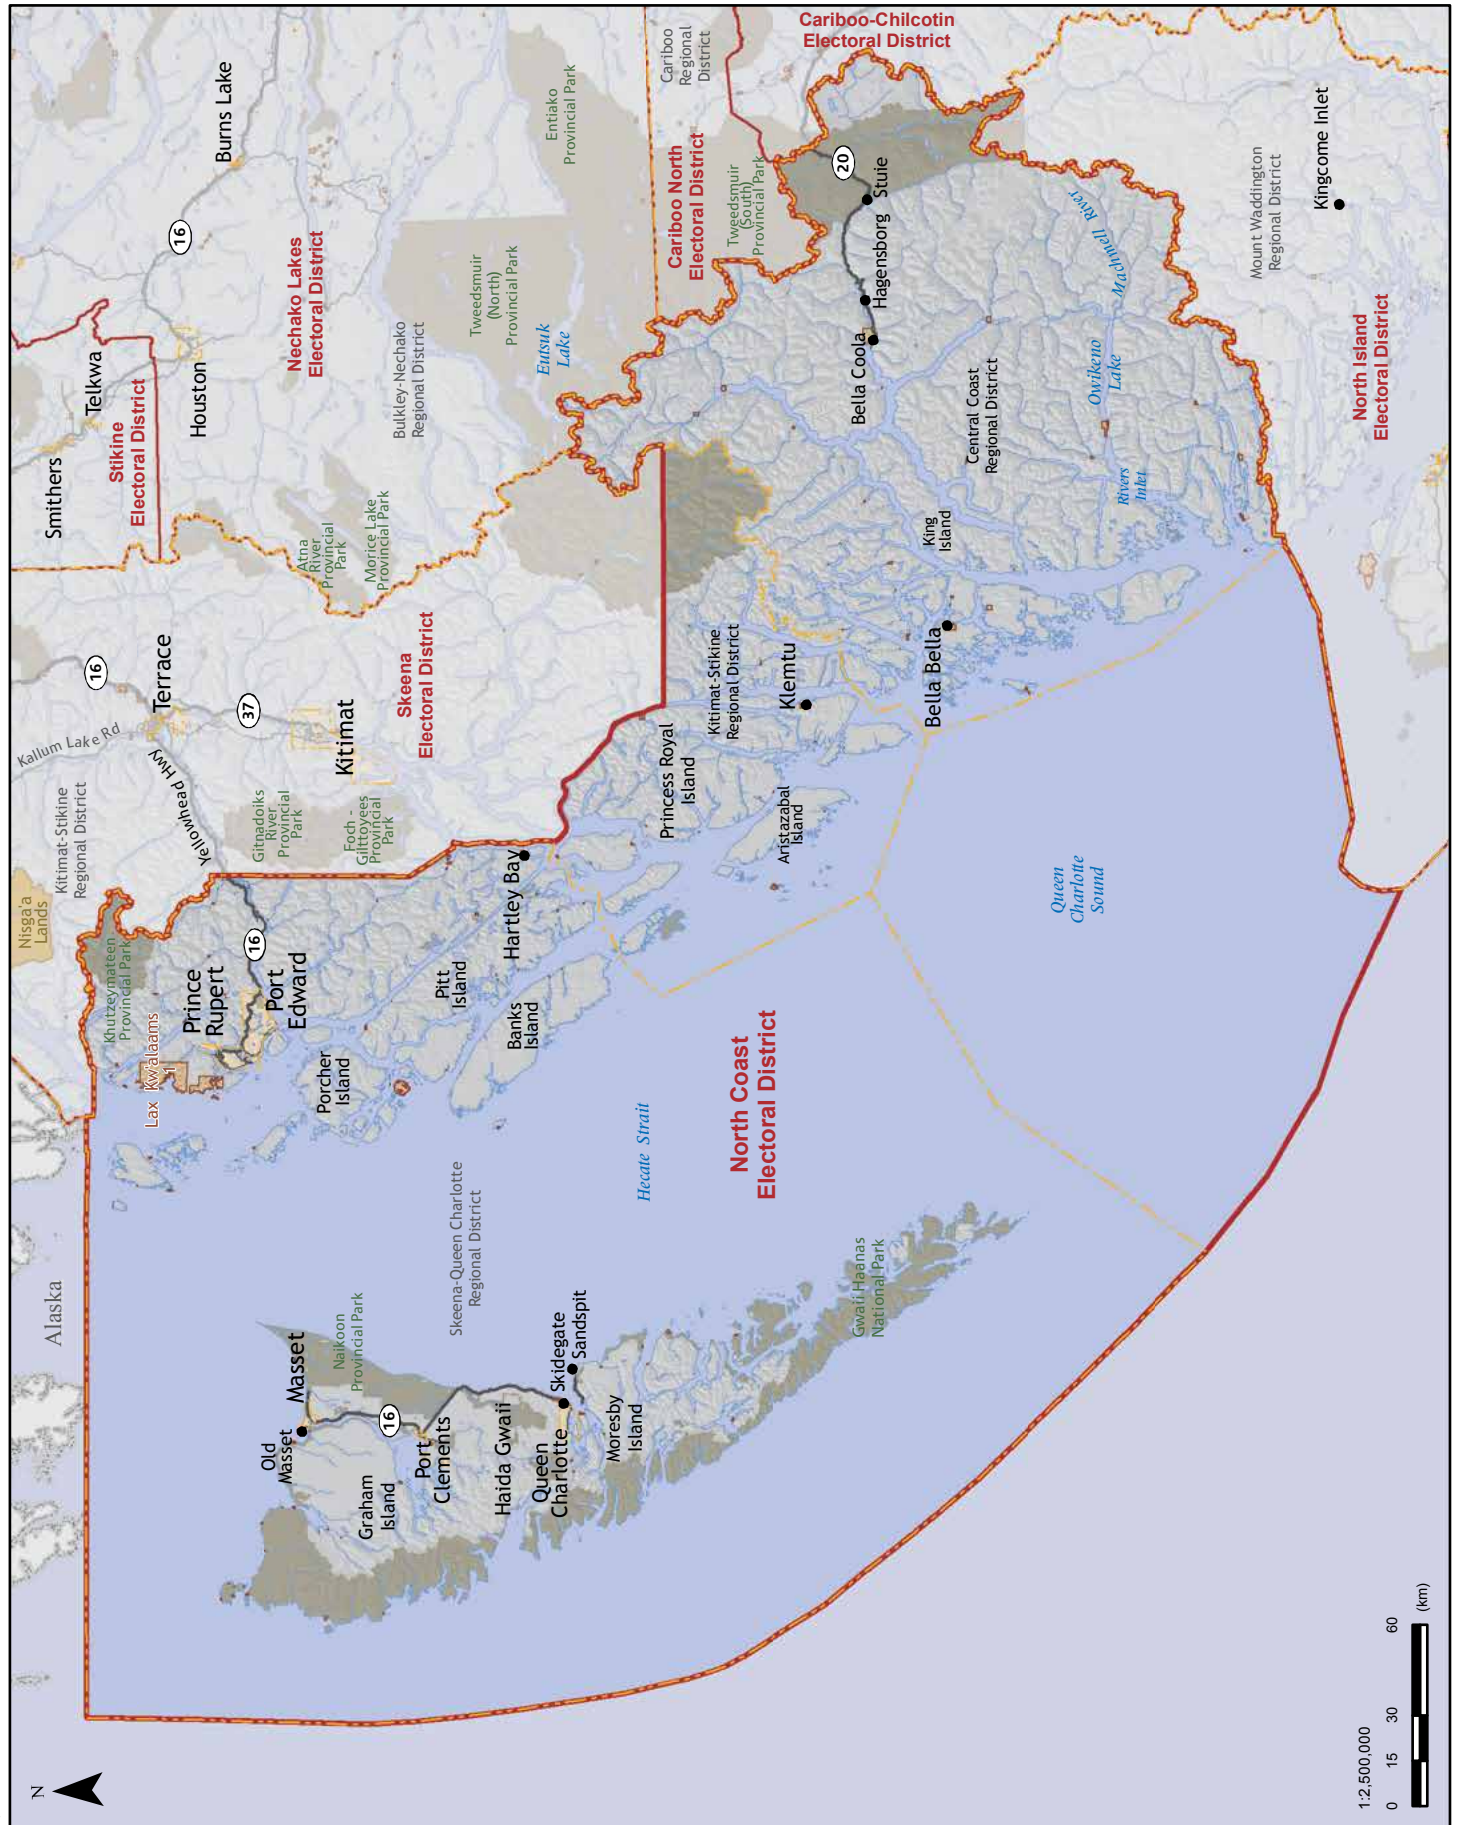 Cariboo-Chilcotin
Electoral District
Cariboo
Regional
District
Burns Lake
Entiako
Provincial Park
16
Nechako Lakes
Electoral District
Cariboo North
Electoral District
Tweedsmuir
(South)
Provincial Park
20
Stuie
Hagensborg
Bella Coola
Machmell River
Kingcome Inlet
Mount Waddington
Regional District
North Island
Electoral District
Tweedsmuir
(North)
Provincial Park
Eutsuk
Lake
Bulkley-Nechako
Regional District
Telkwa
Houston
Stikine
Electoral District
Smithers
Owikeno
Lake
Central Coast
Regional District
Rivers
Inlet
King
Island
Atna
River
Provincial
Park
Morice Lake
Provincial Park
Skeena
Electoral District
16
Terrace
37
Kitimat
Kallum Lake Rd
Yellowhead Hwy
Kitimat-Stikine
Regional District
Gitnadoiks
River
Provincial
Park
Foch -
Gilttoyees
Provincial
Park
Kitimat-Stikine
Regional District
Klemtu
Bella Bella
Princess Royal
Island
Aristazabal
Island
Queen
Charlotte
Sound
Hartley Bay
Nisga'a
Lands
Khutzeymateen
Provincial Park
16
Prince
Rupert
Port
Edward
Lax Kw'alaams
1
Pitt
Island
Banks
Island
Porcher
Island
Hecate Strait
North Coast
Electoral District
Skeena-Queen Charlotte
Regional District
Alaska
Gwaii Haanas
National Park
Naikoon
Provincial Park
Masset
Old
Masset
16
Port
Clements
Graham
Island
Haida Gwaii
Skidegate
Sandspit
Queen
Charlotte
Moresby
Island
N
1:2,500,000
0 15 30 60
(km)